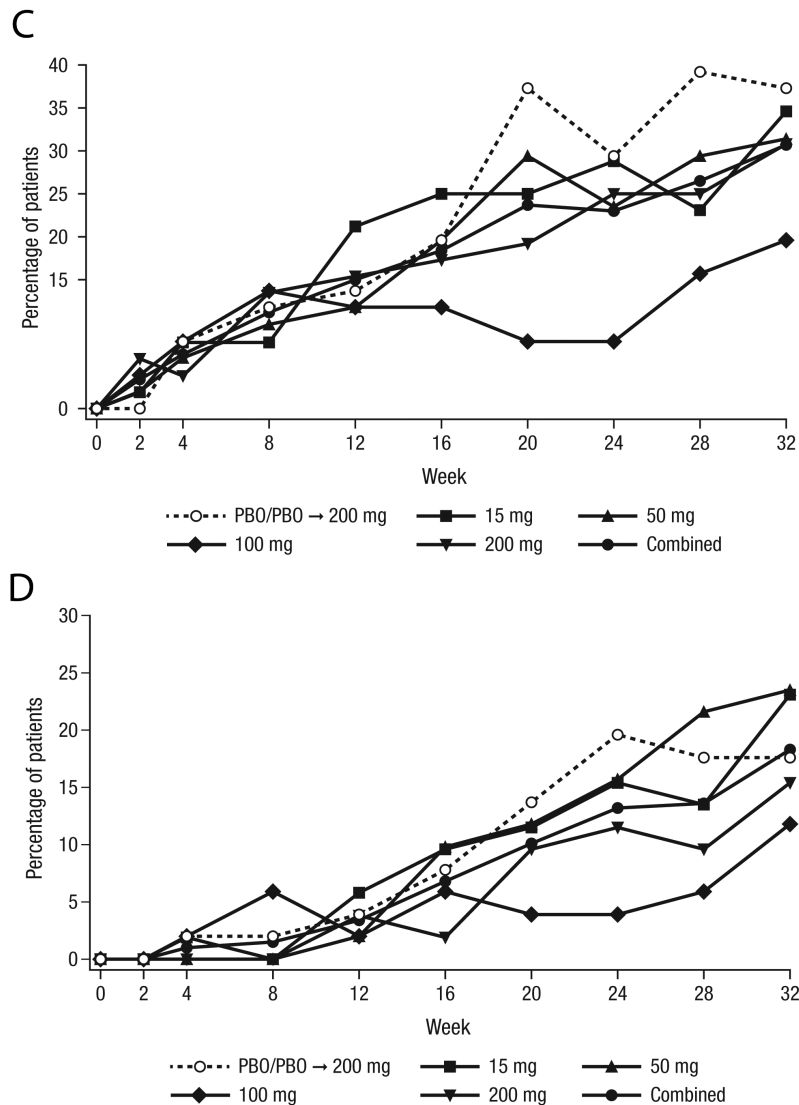 C
40
35
30
25
20
15
0
Percentage of patients
0 2 4 8 12 16 20 24 28 32
Week
PBO/PBO → 200 mg 15 mg 50 mg
100 mg 200 mg Combined
D
30
25
20
15
10
5
0
Percentage of patients
0 2 4 8 12 16 20 24 28 32
Week
PBO/PBO → 200 mg 15 mg 50 mg
100 mg 200 mg Combined